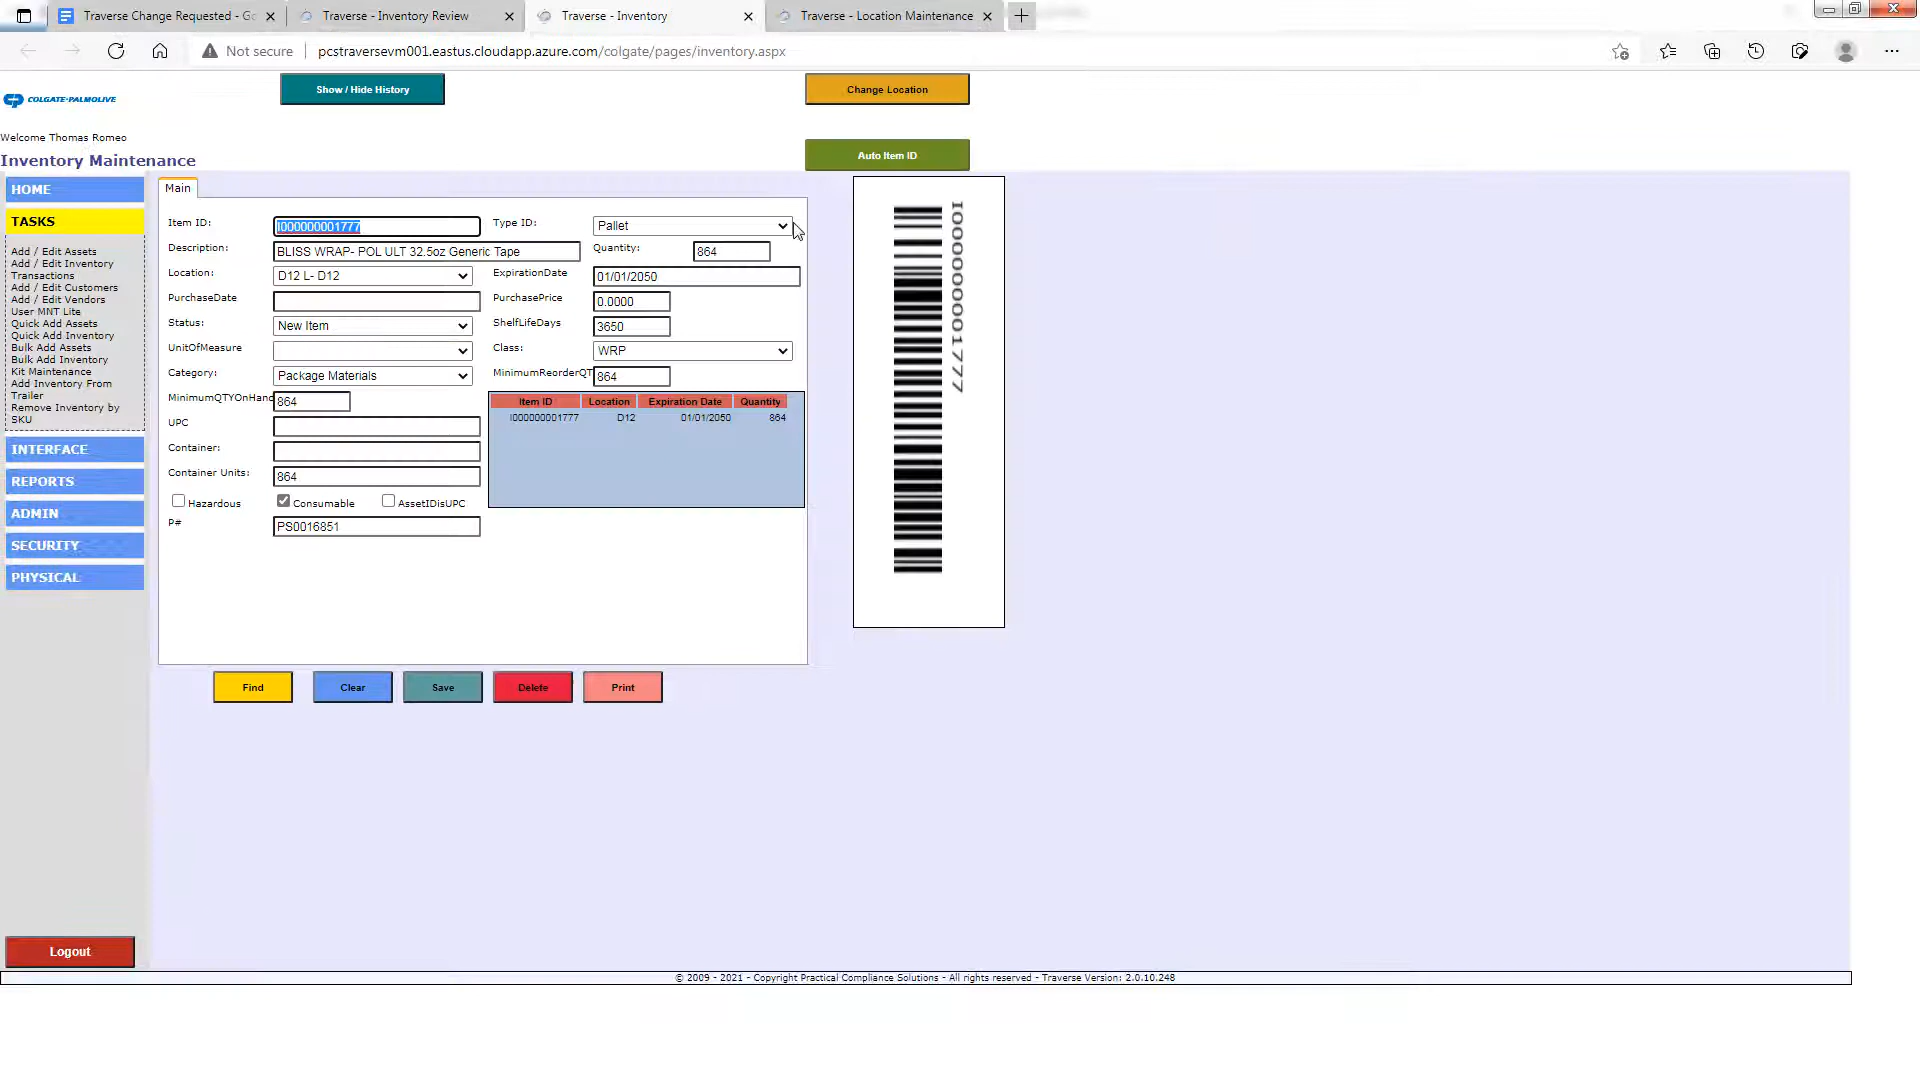 Traverse Change Requested - Go
Traverse - Inventory Review
Traverse - Inventory
Traverse - Location Maintenance
Not secure
pcstraversevm001.eastus.cloudapp.azure.com/colgate/pages/inventory.aspx
Show / Hide History
Change Location
COLGATE-PALMOLIVE
Welcome Thomas Romeo
Inventory Maintenance
Auto Item ID
HOME
TASKS
Add / Edit Assets
Add / Edit Inventory
Transactions
Add / Edit Customers
Add / Edit Vendors
User MNT Lite
Quick Add Assets
Quick Add Inventory
Bulk Add Assets
Bulk Add Inventory
Kit Maintenance
Add Inventory From
Trailer
Remove Inventory by
SKU
INTERFACE
REPORTS
ADMIN
SECURITY
PHYSICAL
Logout
Main
Item ID: I000000001777 Type ID: Pallet
Description: BLISS WRAP- POL ULT 32.5oz Generic Tape Quantity: 864
Location: D12 L- D12 ExpirationDate 01/01/2050
PurchaseDate PurchasePrice 0.0000
Status: New Item ShelfLifeDays 3650
UnitOfMeasure Class: WRP
Category: Package Materials MinimumReorderQT 864
MinimumQTYOnHand 864
UPC
Container:
Container Units: 864
Hazardous Consumable AssetIDisUPC
P# PS0016851
Item ID Location Expiration Date Quantity
I000000001777 D12 01/01/2050 864
I000000001777
Find Clear Save Delete Print
© 2009 - 2021 - Copyright Practical Compliance Solutions - All rights reserved - Traverse Version: 2.0.10.248